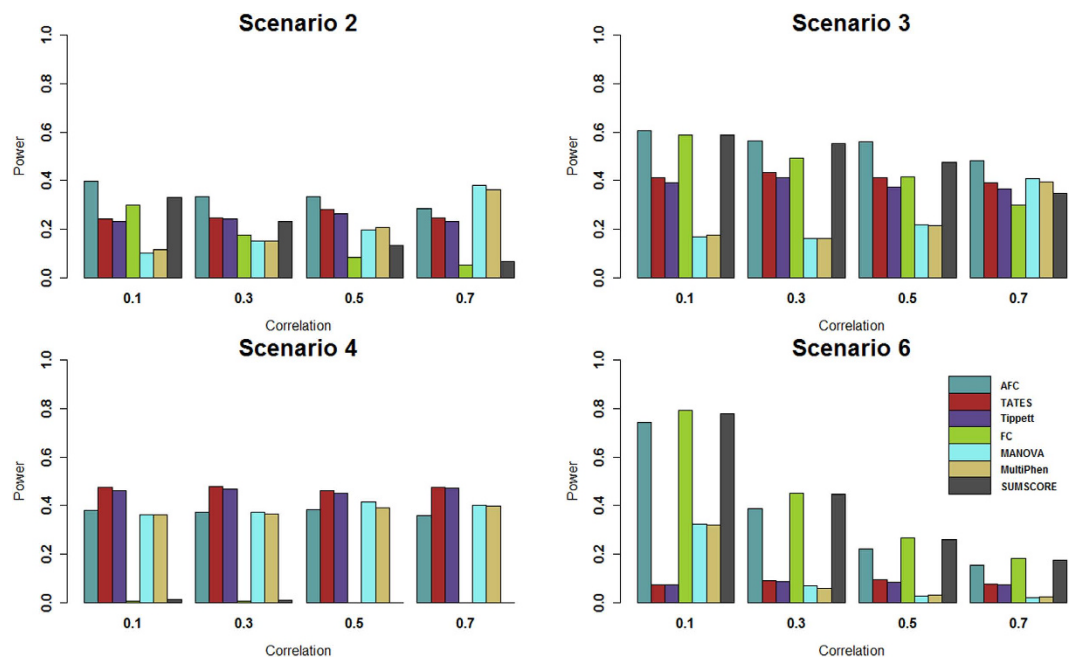 Scenario 2
1.0
0.8
0.6
0.4
0.2
0.0
Power
0.1 0.3 0.5 0.7
Correlation
Scenario 3
1.0
0.8
0.6
0.4
0.2
0.0
Power
0.1 0.3 0.5 0.7
Correlation
Scenario 4
1.0
0.8
0.6
0.4
0.2
0.0
Power
0.1 0.3 0.5 0.7
Correlation
Scenario 6
1.0
0.8
0.6
0.4
0.2
0.0
Power
AFC
TATES
Tippett
FC
MANOVA
MultiPhen
SUMSCORE
0.1 0.3 0.5 0.7
Correlation